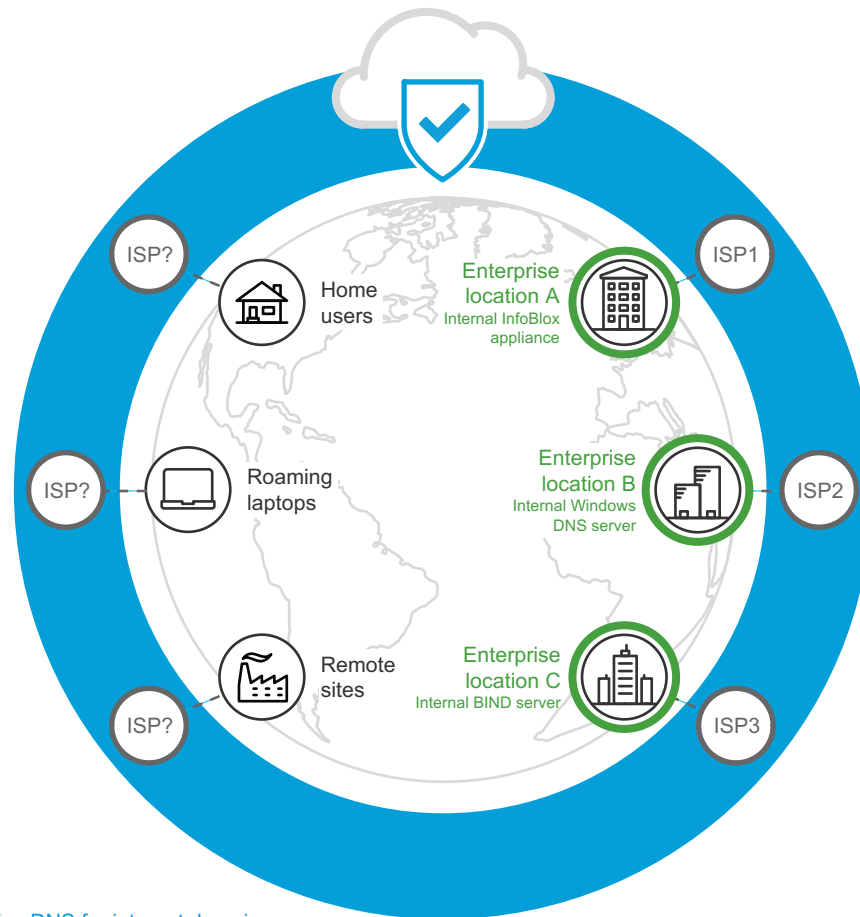 ISP?
Home
users
Enterprise
location A
Internal InfoBlox
appliance
ISP1
ISP?
Roaming
laptops
Enterprise
location B
Internal Windows
DNS server
ISP2
ISP?
Remote
sites
Enterprise
location C
Internal BIND server
ISP3